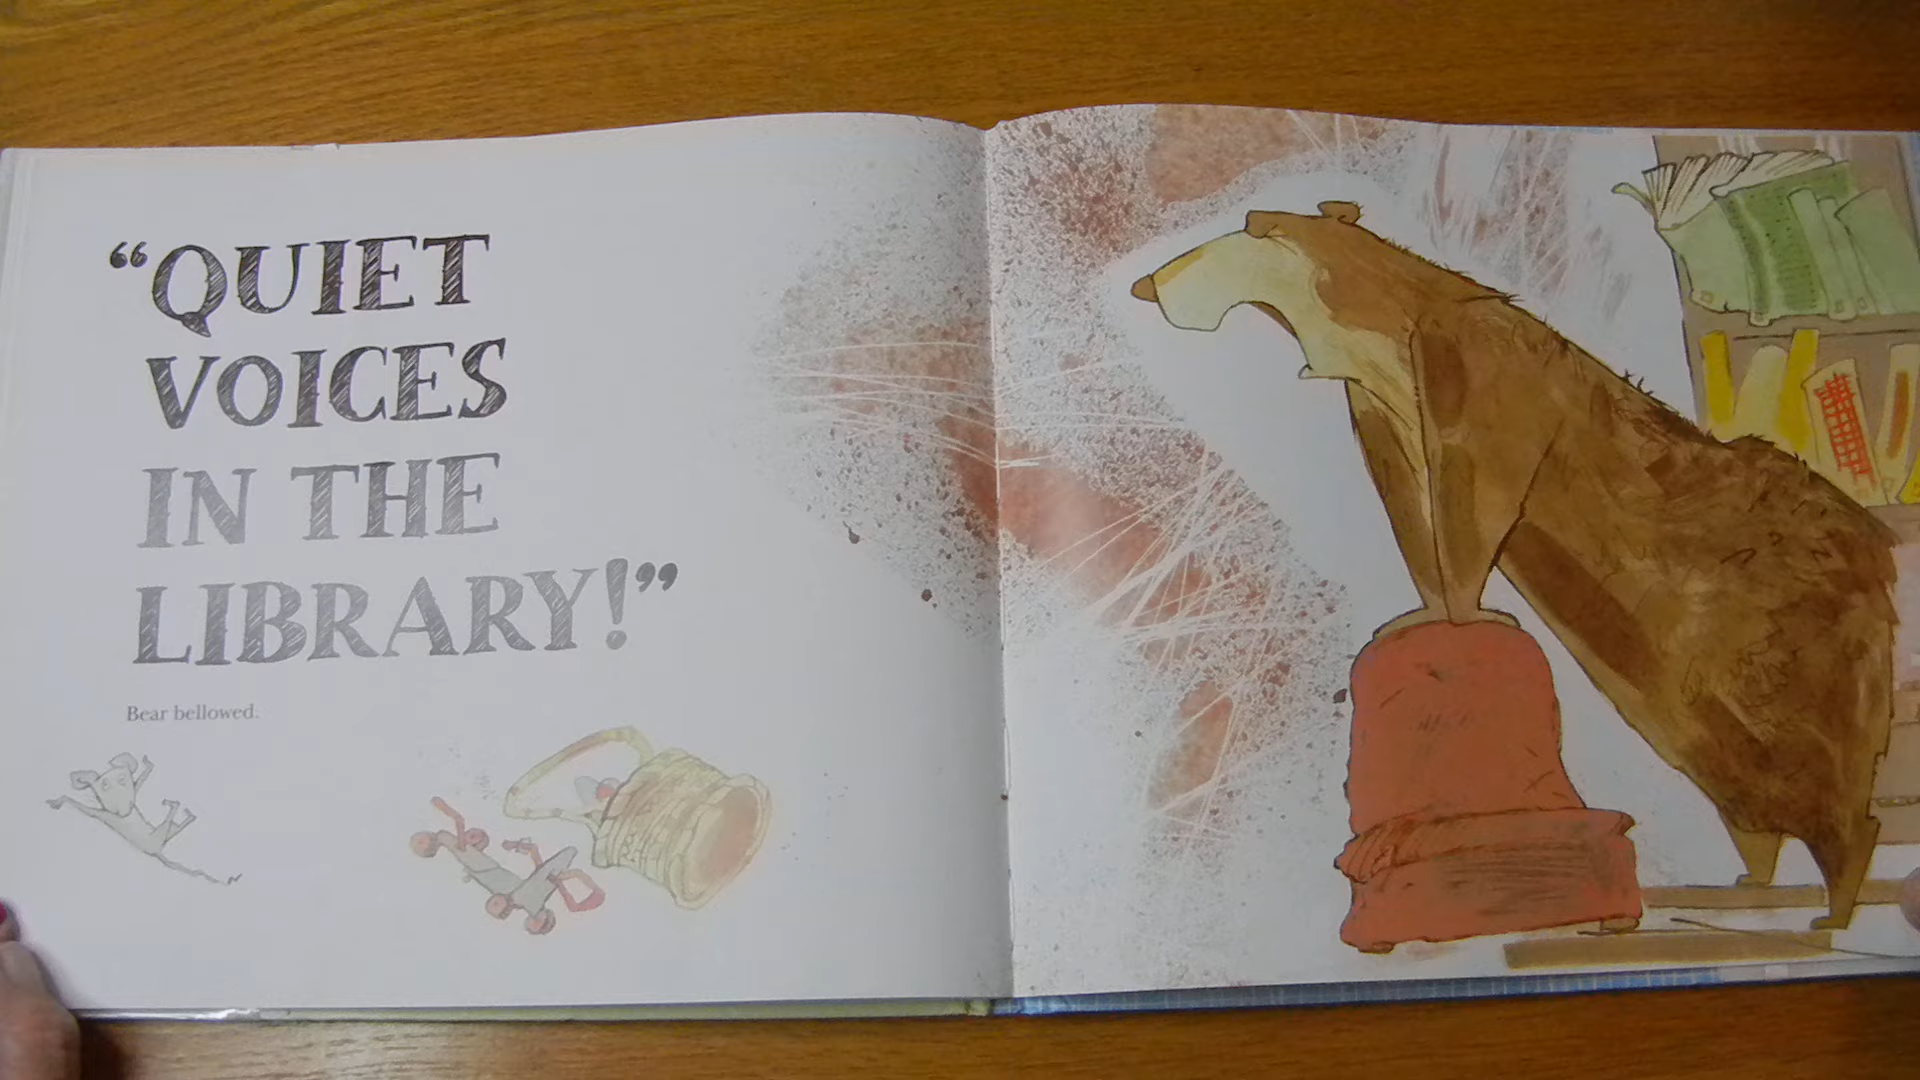 “QUIET
VOICES
IN THE
LIBRARY!”
Bear bellowed.